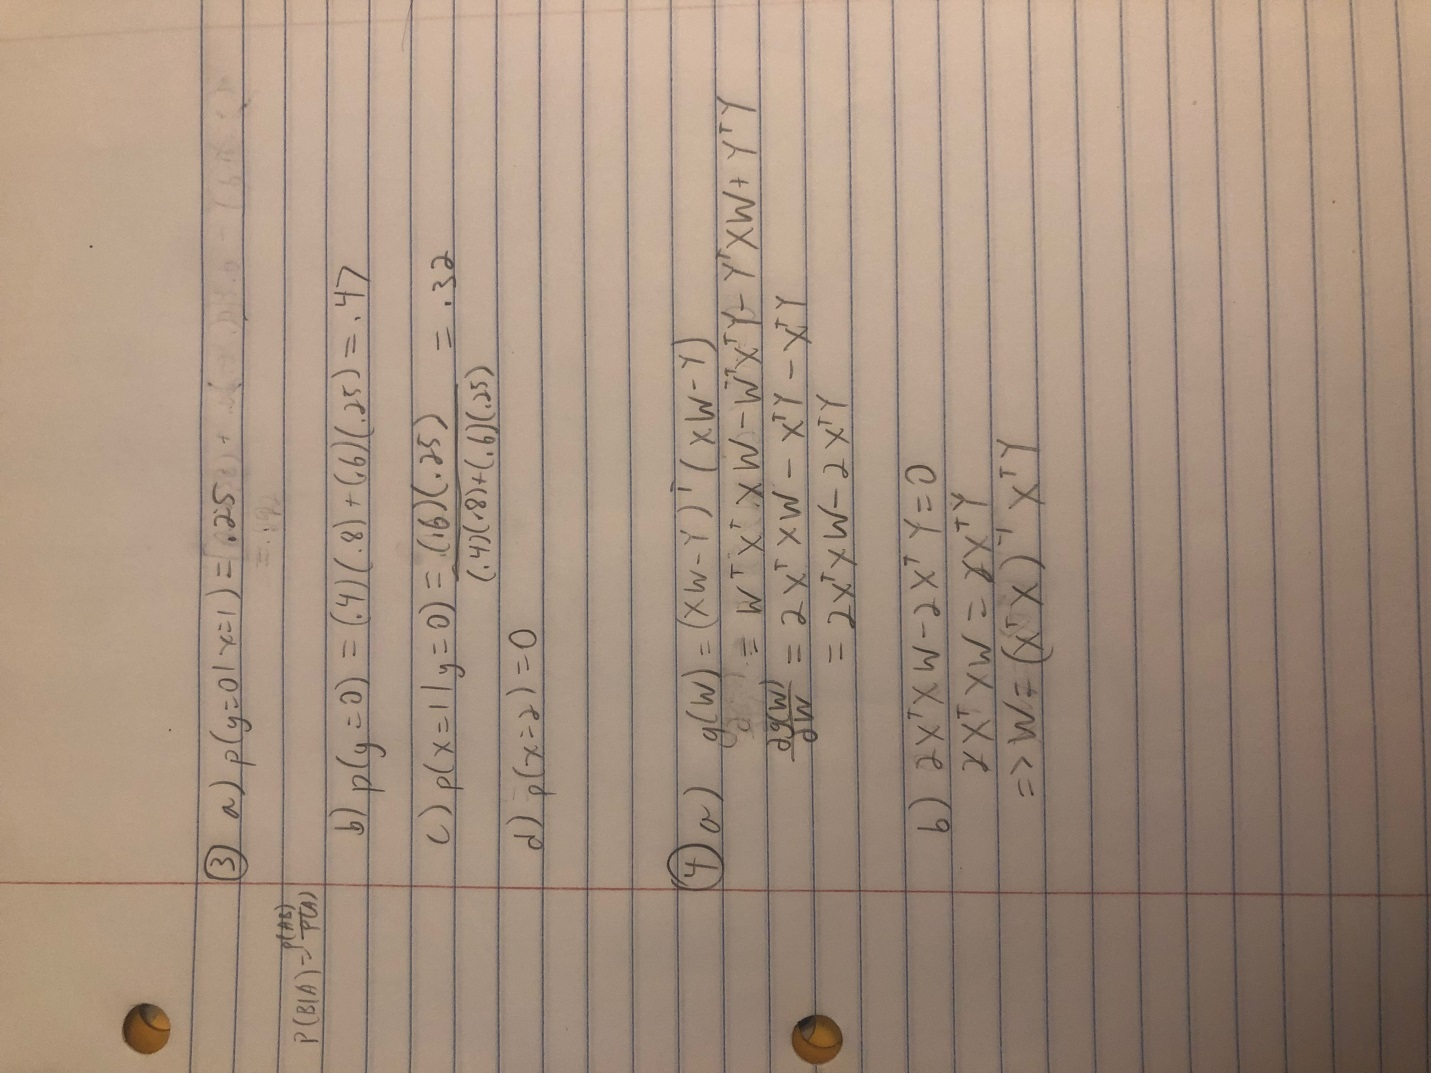 ③ a) p(y=0|x=1) = .25
P(B|A) = P(AB)/P(A)
b) p(y=0) = (.4)(.8)+(.6)(.25) = .47
c) p(x=1|y=0) = (.6)(.25) / (.4)(.8)+(.6)(.25) = .32
d) p(x=2) = 0
④ a) g(W) = (XW-Y)ᵀ(XW-Y)
= WᵀXᵀXW - WᵀXᵀY - YᵀXW + YᵀY
∂g(W)/∂W = 2XᵀXW - XᵀY - XᵀY
= 2XᵀXW - 2XᵀY
b) 2XᵀXW - 2XᵀY = 0
2XᵀXW = 2XᵀY
=> W = (XᵀX)⁻¹XᵀY